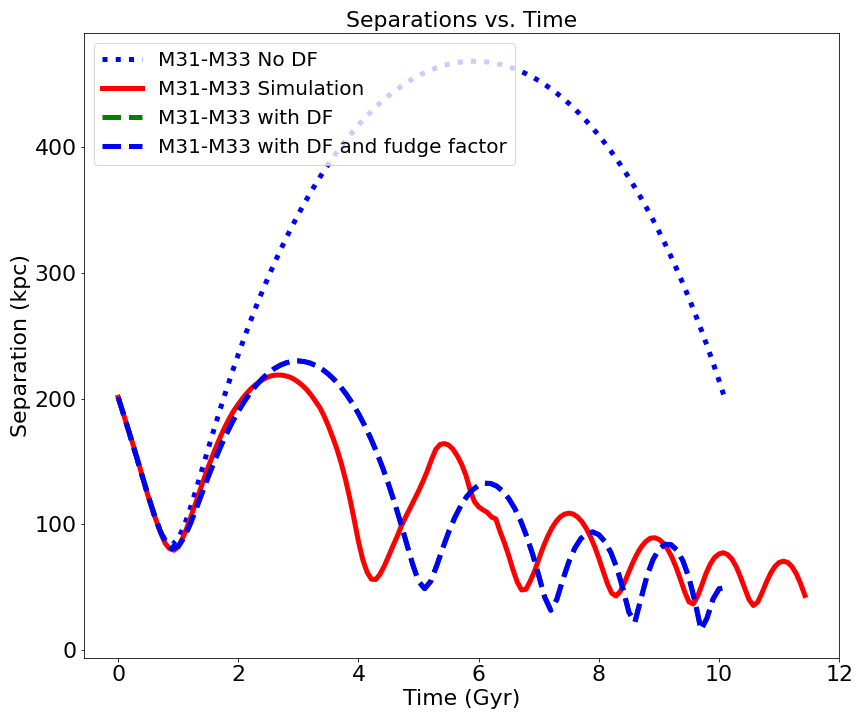 Separations vs. Time
M31-M33 No DF
M31-M33 Simulation
M31-M33 with DF
M31-M33 with DF and fudge factor
Separation (kpc)
400
300
200
100
0
0 2 4 6 8 10 12
Time (Gyr)